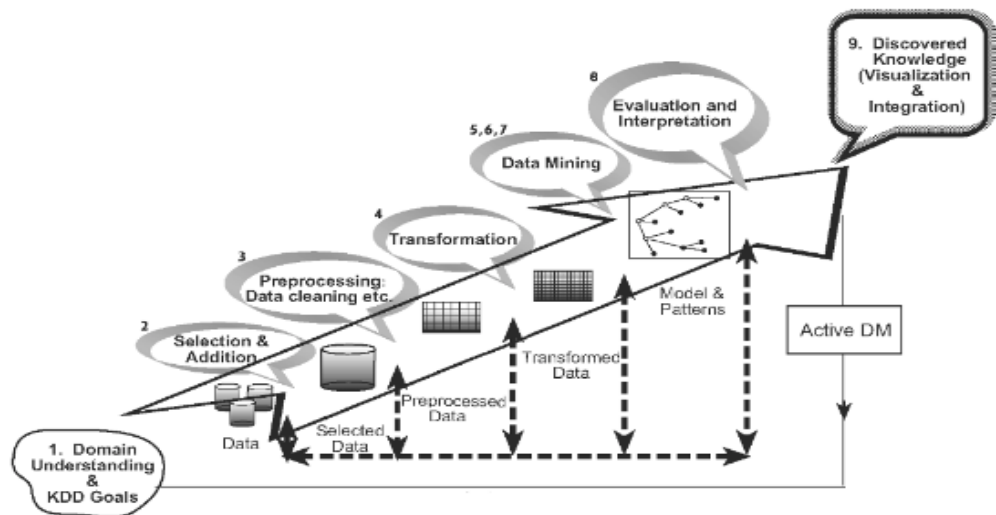 9. Discovered
Knowledge
(Visualization
&
Integration)
8
Evaluation and
Interpretation
5,6,7
Data Mining
4
Transformation
3
Preprocessing:
Data cleaning etc.
2
Selection &
Addition
Model &
Patterns
Active DM
Transformed
Data
Preprocessed
Data
Selected
Data
Data
1. Domain
Understanding
&
KDD Goals